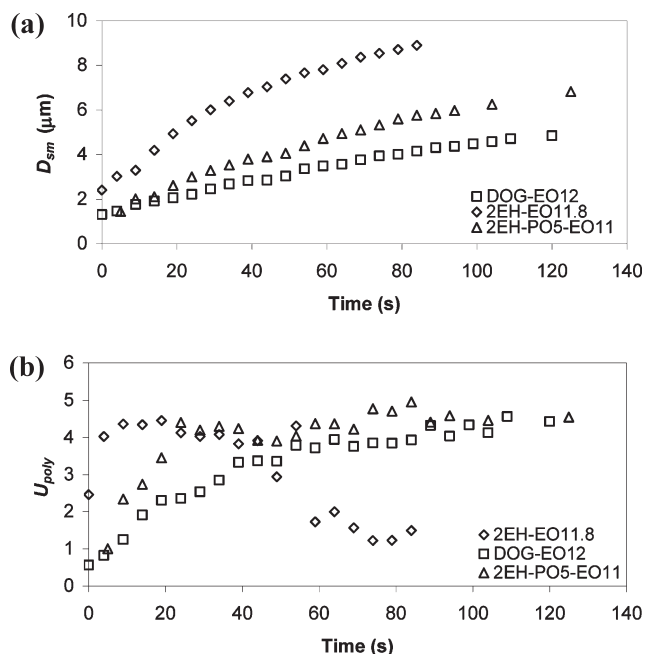 (a)
10
8
6
4
2
0
D_sm (μm)
□ DOG-EO12
◇ 2EH-EO11.8
△ 2EH-PO5-EO11
0 20 40 60 80 100 120 140
Time (s)
(b)
6
5
4
3
2
1
0
U_poly
◇ 2EH-EO11.8
□ DOG-EO12
△ 2EH-PO5-EO11
0 20 40 60 80 100 120 140
Time (s)